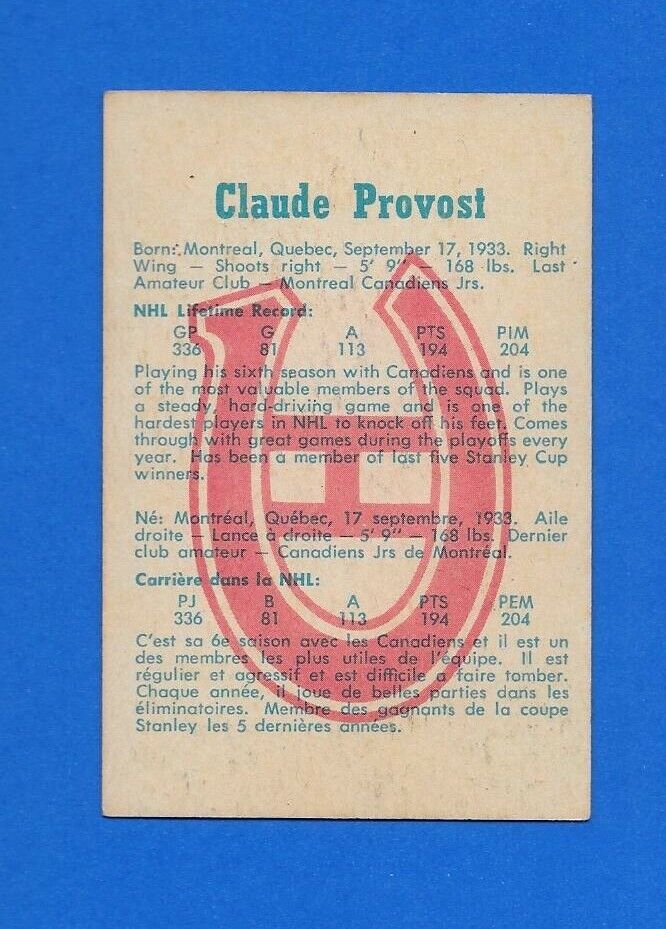 Claude Provost
Born: Montreal, Quebec, September 17, 1933. Right
Wing — Shoots right — 5' 9" — 168 lbs. Last
Amateur Club — Montreal Canadiens Jrs.
NHL Lifetime Record:
GP G A PTS PIM
336 81 113 194 204
Playing his sixth season with Canadiens and is one
of the most valuable members of the squad. Plays
a steady, hard-driving game and is one of the
hardest players in NHL to knock off his feet. Comes
through with great games during the playoffs every
year. Has been a member of last five Stanley Cup
winners.
Né: Montréal, Québec, 17 septembre, 1933. Aile
droite — Lance à droite — 5' 9" — 168 lbs. Dernier
club amateur — Canadiens Jrs de Montréal.
Carrière dans la NHL:
PJ B A PTS PEM
336 81 113 194 204
C'est sa 6e saison avec les Canadiens et il est un
des membres les plus utiles de l'équipe. Il est
régulier et agressif et est difficile a faire tomber.
Chaque année, il joue de belles parties dans les
éliminatoires. Membre des gagnants de la coupe
Stanley les 5 dernières années.